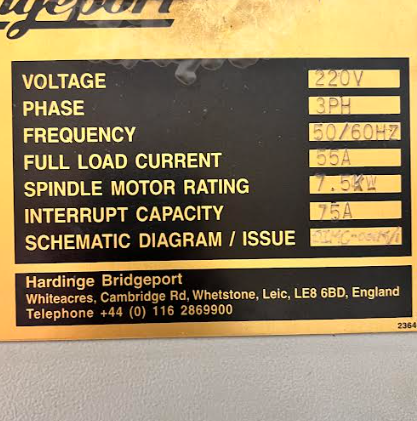 VOLTAGE 220V
PHASE 3PH
FREQUENCY 50/60HZ
FULL LOAD CURRENT 55A
SPINDLE MOTOR RATING 7.5KW
INTERRUPT CAPACITY 75A
SCHEMATIC DIAGRAM / ISSUE
Hardinge Bridgeport
Whiteacres, Cambridge Rd, Whetstone, Leic, LE8 6BD, England
Telephone +44 (0) 116 2869900
2364